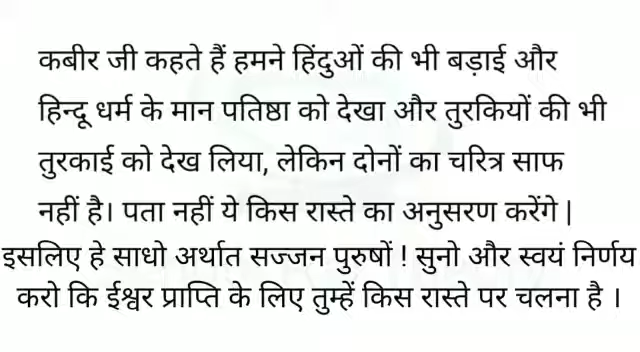 कबीर जी कहते हैं हमने हिंदुओं की भी बड़ाई और
हिन्दू धर्म के मान पतिष्ठा को देखा और तुरकियों की भी
तुरकाई को देख लिया, लेकिन दोनों का चरित्र साफ
नहीं है। पता नहीं ये किस रास्ते का अनुसरण करेंगे |
इसलिए हे साधो अर्थात सज्जन पुरुषों ! सुनो और स्वयं निर्णय
करो कि ईश्वर प्राप्ति के लिए तुम्हें किस रास्ते पर चलना है ।